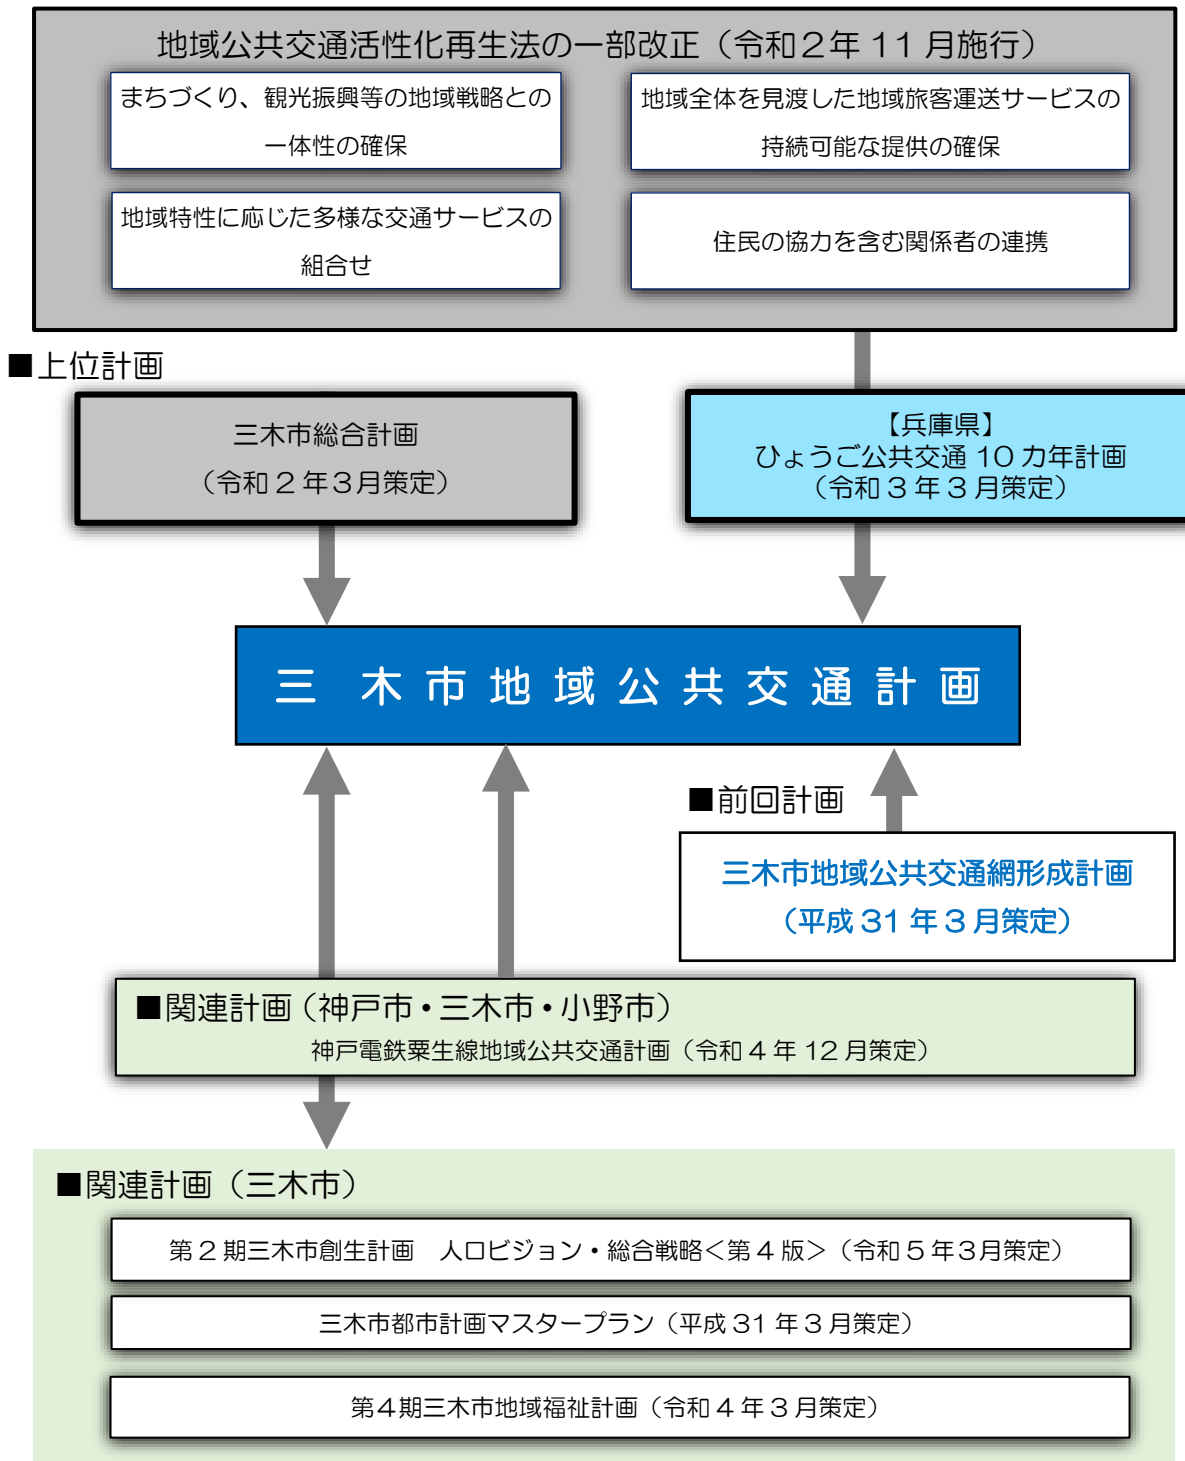 地域公共交通活性化再生法の一部改正（令和２年 11 月施行）
まちづくり、観光振興等の地域戦略との
一体性の確保
地域全体を見渡した地域旅客運送サービスの
持続可能な提供の確保
地域特性に応じた多様な交通サービスの
組合せ
住民の協力を含む関係者の連携
■上位計画
三木市総合計画
（令和２年３月策定）
【兵庫県】
ひょうご公共交通 10 カ年計画
（令和３年３月策定）
三 木市地域公共交通計画
■前回計画
三木市地域公共交通網形成計画
（平成 31 年３月策定）
■関連計画（神戸市・三木市・小野市）
神戸電鉄粟生線地域公共交通計画（令和４年 12 月策定）
■関連計画（三木市）
第２期三木市創生計画　人口ビジョン・総合戦略＜第４版＞（令和５年３月策定）
三木市都市計画マスタープラン（平成 31 年３月策定）
第４期三木市地域福祉計画（令和４年３月策定）